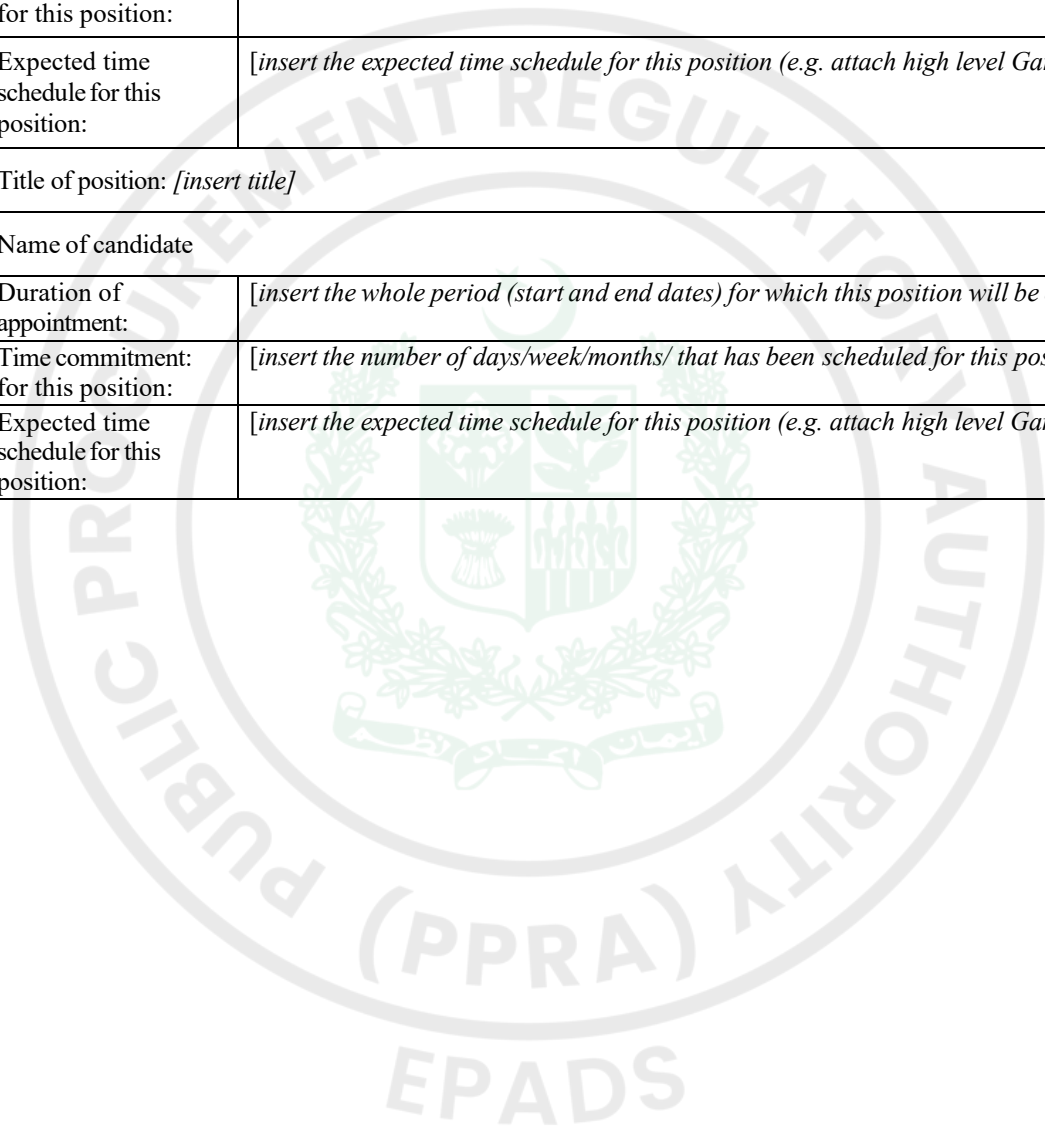 for this position:
Expected time
schedule for this
position:
[insert the expected time schedule for this position (e.g. attach high level
Title of position: [insert title]
Name of candidate
Duration of
appointment:
[insert the whole period (start and end dates) for which this position will be
Time commitment:
for this position:
[insert the number of days/week/months/ that has been scheduled for this
Expected time
schedule for this
position:
[insert the expected time schedule for this position (e.g. attach high level
PUBLIC PROCUREMENT REGULATORY AUTHORITY
(PPRA)
EPADS